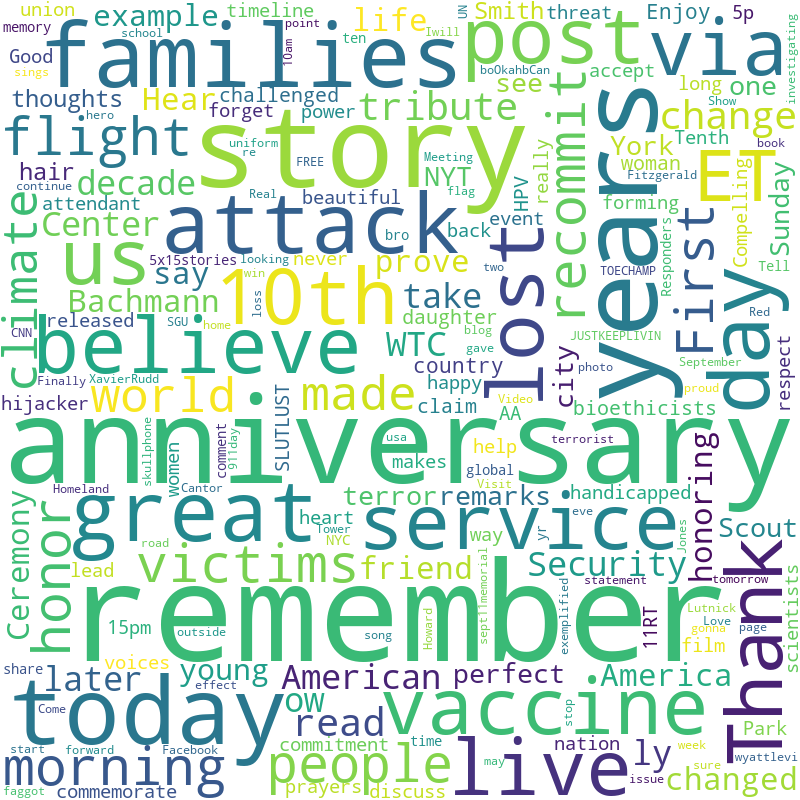 union
example
timeline
life
Smith
threat
Enjoy
5p
memory
school
point
ten
Iwill
UN
Good
sings
families
10am
post
via
boOkahbCan
accept
investigating
thoughts
Hear
challenged
see
long
one
hero
forget
power
tribute
recommit
years
Show
change
flight
story
uniform
re
FREE
Meeting
NYT
really
York
Tenth
book
hair
decade
continue
Real
beautiful
flag
HPV
woman
Fitzgerald
ET
climate
attendant
attack
bro
back
event
forming
Compelling
Sunday
Center
us
5x15stories
looking
never
prove
lost
two
Responders
First
Tell
say
win
10th
TOECHAMP
day
Bachmann
home
loss
take
released
SGU
daughter
blog
gave
JUSTKEEPLIVIN
Red
CNN
believe
WTC
country
city
photo
September
respect
Finally
XavierRudd
world
made
happy
proud
hijacker
SLUTLUST
claim
Video
AA
bioethicists
anniversary
comment
911day
usa
help
terrorist
honoring
skullphone
women
makes
global
Visit
Homeland
Cantor
terror
remarks
way
handicapped
Ceremony
honor
great
heart
service
yr
eve
Scout
Tower
NYC
Jones
road
victims
friend
Security
Thank
lead
sept11memorial
exemplified
statement
tomorrow
remember
15pm
outside
song
Howard
11RT
Lutnick
Love
gonna
page
scientists
share
voices
young
film
later
effect
American
perfect
America
today
Come
ow
read
vaccine
stop
Park
start
forward
Facebook
commitment
time
nation
ly
week
wyattlevi
morning
people
live
may
issue
sure
changed
faggot
commemorate
prayers
discuss